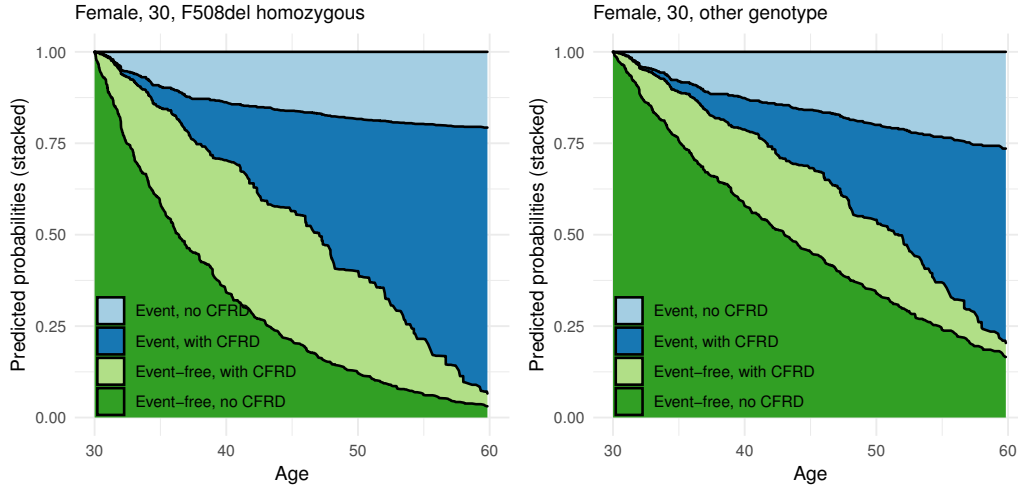 Female, 30, F508del homozygous
Predicted probabilities (stacked)
1.00
0.75
0.50
0.25
0.00
Event, no CFRD
Event, with CFRD
Event−free, with CFRD
Event−free, no CFRD
30
40
50
60
Age
Female, 30, other genotype
Predicted probabilities (stacked)
1.00
0.75
0.50
0.25
0.00
Event, no CFRD
Event, with CFRD
Event−free, with CFRD
Event−free, no CFRD
30
40
50
60
Age